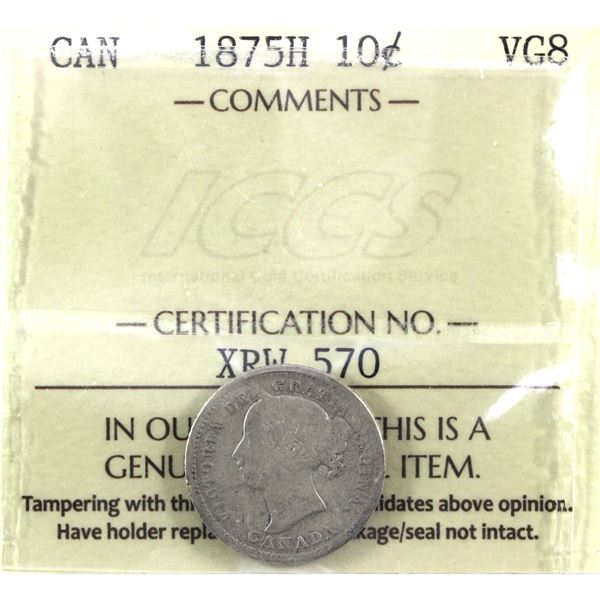 CAN 1875H 10¢ VG8
— COMMENTS —
ICCS
International Coin Certification Service
— CERTIFICATION NO. —
XRW 570
IN OU HIS IS A
GENU L ITEM.
Tampering with thi idates above opinion.
Have holder repla kage/seal not intact.
VICTORIA DEI GRATIA REGINA
CANADA